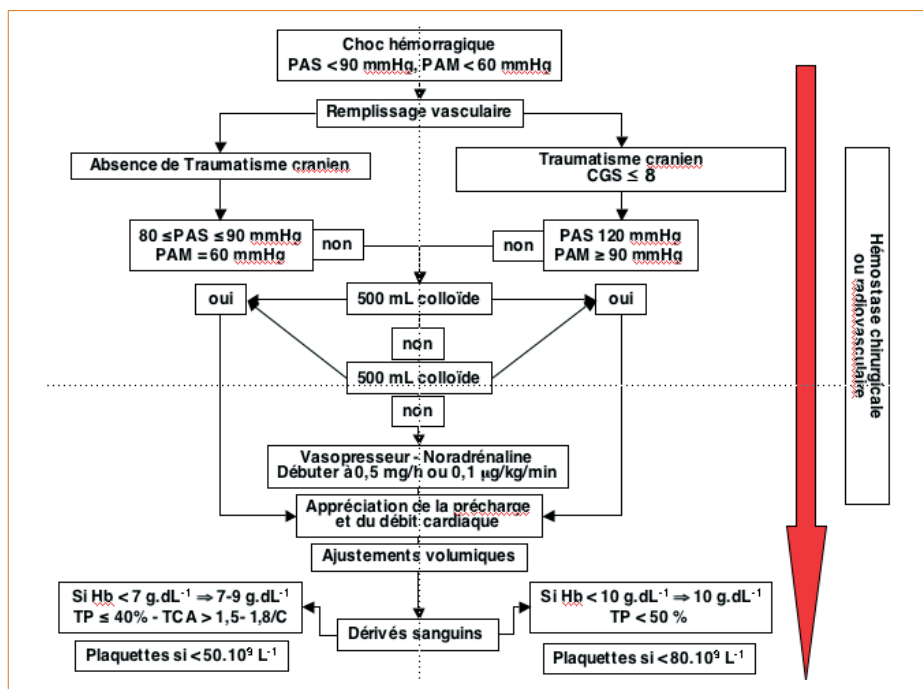 Choc hémorragique
PAS < 90 mmHg, PAM < 60 mmHg
Remplissage vasculaire
Absence de Traumatisme cranien
Traumatisme cranien
CGS ≤ 8
80 ≤PAS ≤ 90 mmHg
PAM = 60 mmHg
non
non
PAS 120 mmHg
PAM ≥ 90 mmHg
oui
500 mL colloïde
oui
non
500 mL colloïde
non
Vasopresseur - Noradrénaline
Débuter à 0,5 mg/h ou 0,1 µg/kg/min
Appréciation de la précharge
et du débit cardiaque
Ajustements volumiques
Si Hb < 7 g.dL⁻¹ ⇒ 7-9 g.dL⁻¹
TP ≤ 40% - TCA > 1,5- 1,8/C
Dérivés sanguins
Si Hb < 10 g.dL⁻¹ ⇒ 10 g.dL⁻¹
TP < 50 %
Plaquettes si < 50.10⁹ L⁻¹
Plaquettes si < 80.10⁹ L⁻¹
Hémostase chirurgicale
ou radiovasculaire